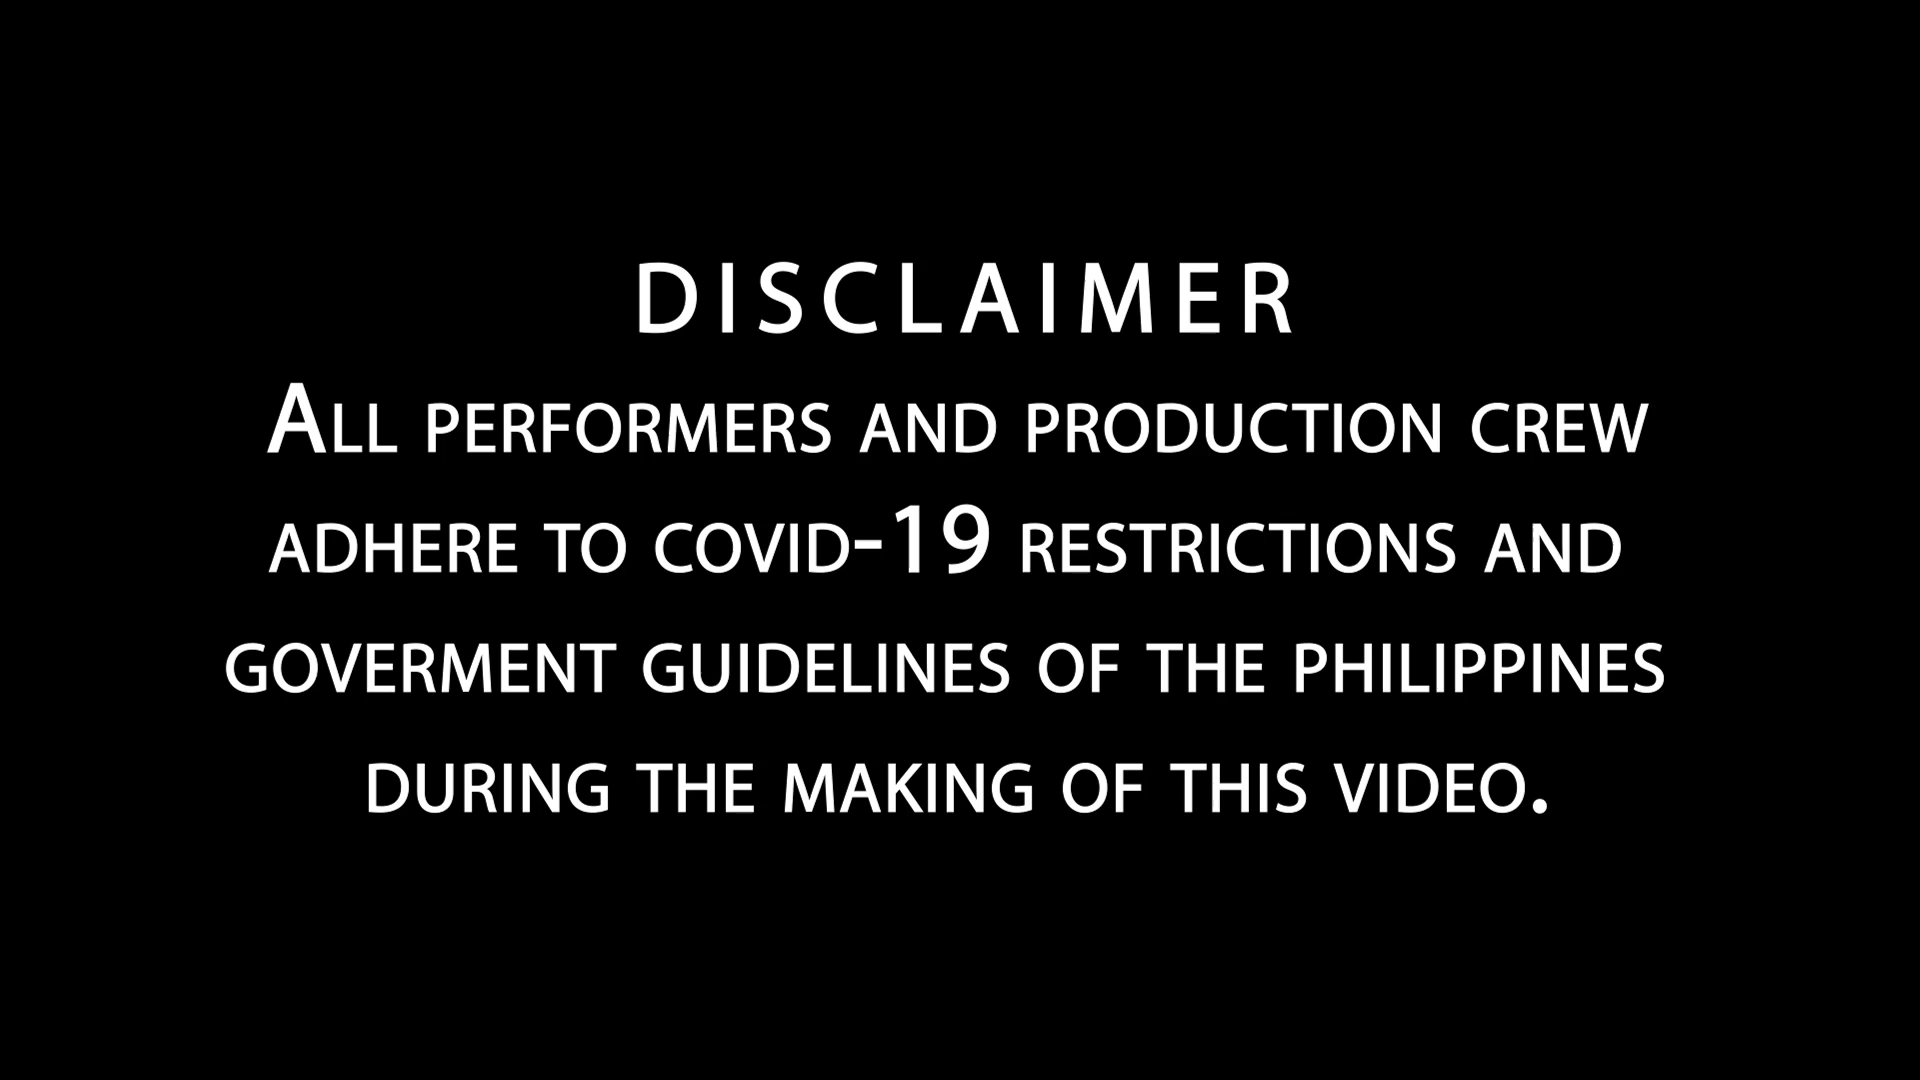 DISCLAIMER
All performers and production crew
adhere to covid-19 restrictions and
goverment guidelines of the philippines
during the making of this video.